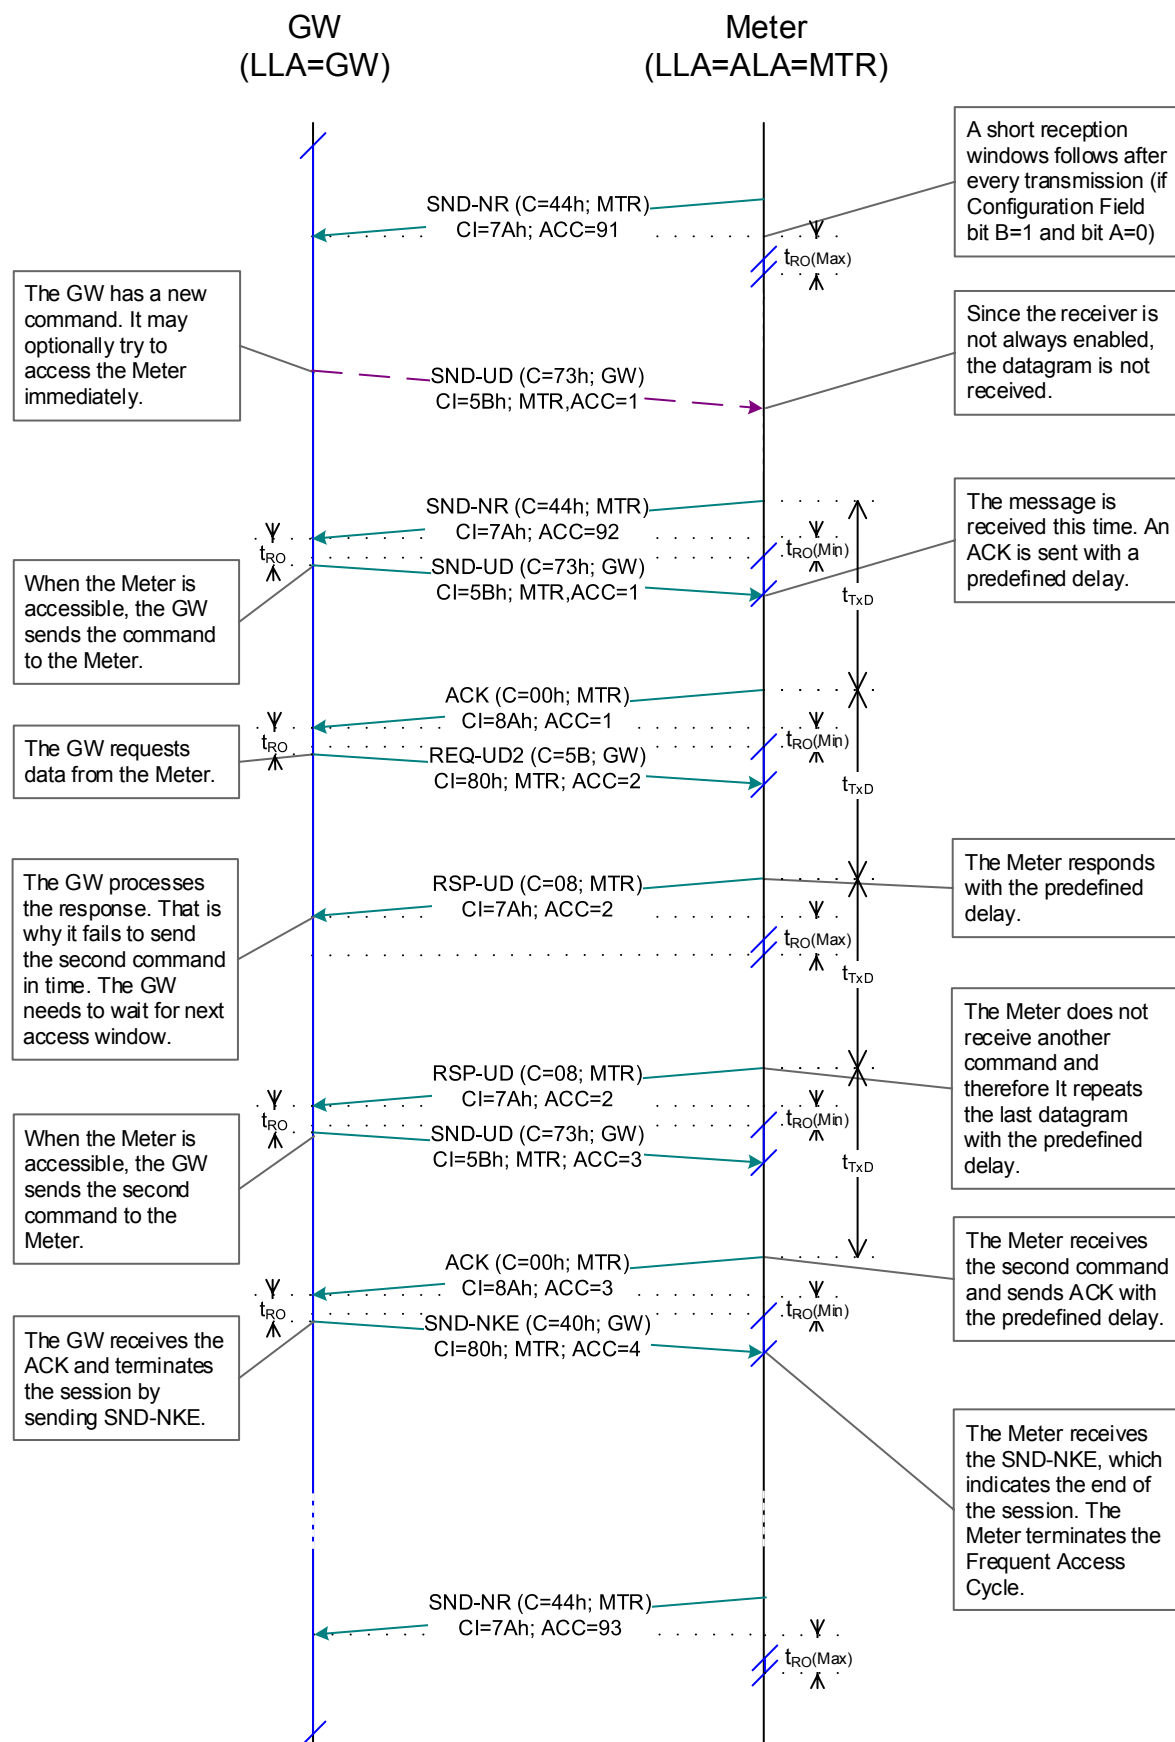 GW
(LLA=GW)
Meter
(LLA=ALA=MTR)
A short reception
windows follows after
every transmission (if
Configuration Field
bit B=1 and bit A=0)
SND-NR (C=44h; MTR)
CI=7Ah; ACC=91
tRO(Max)
The GW has a new
command. It may
optionally try to
access the Meter
immediately.
Since the receiver is
not always enabled,
the datagram is not
received.
SND-UD (C=73h; GW)
CI=5Bh; MTR,ACC=1
SND-NR (C=44h; MTR)
CI=7Ah; ACC=92
tRO
tRO(Min)
The message is
received this time. An
ACK is sent with a
predefined delay.
When the Meter is
accessible, the GW
sends the command
to the Meter.
SND-UD (C=73h; GW)
CI=5Bh; MTR,ACC=1
tTxD
ACK (C=00h; MTR)
CI=8Ah; ACC=1
tRO
tRO(Min)
The GW requests
data from the Meter.
REQ-UD2 (C=5B; GW)
CI=80h; MTR; ACC=2
tTxD
The GW processes
the response. That is
why it fails to send
the second command
in time. The GW
needs to wait for next
access window.
RSP-UD (C=08; MTR)
CI=7Ah; ACC=2
tRO(Max)
The Meter responds
with the predefined
delay.
tTxD
RSP-UD (C=08; MTR)
CI=7Ah; ACC=2
tRO
tRO(Min)
The Meter does not
receive another
command and
therefore It repeats
the last datagram
with the predefined
delay.
When the Meter is
accessible, the GW
sends the second
command to the
Meter.
SND-UD (C=73h; GW)
CI=5Bh; MTR; ACC=3
tTxD
ACK (C=00h; MTR)
CI=8Ah; ACC=3
tRO
tRO(Min)
The Meter receives
the second command
and sends ACK with
the predefined delay.
The GW receives the
ACK and terminates
the session by
sending SND-NKE.
SND-NKE (C=40h; GW)
CI=80h; MTR; ACC=4
The Meter receives
the SND-NKE, which
indicates the end of
the session. The
Meter terminates the
Frequent Access
Cycle.
SND-NR (C=44h; MTR)
CI=7Ah; ACC=93
tRO(Max)